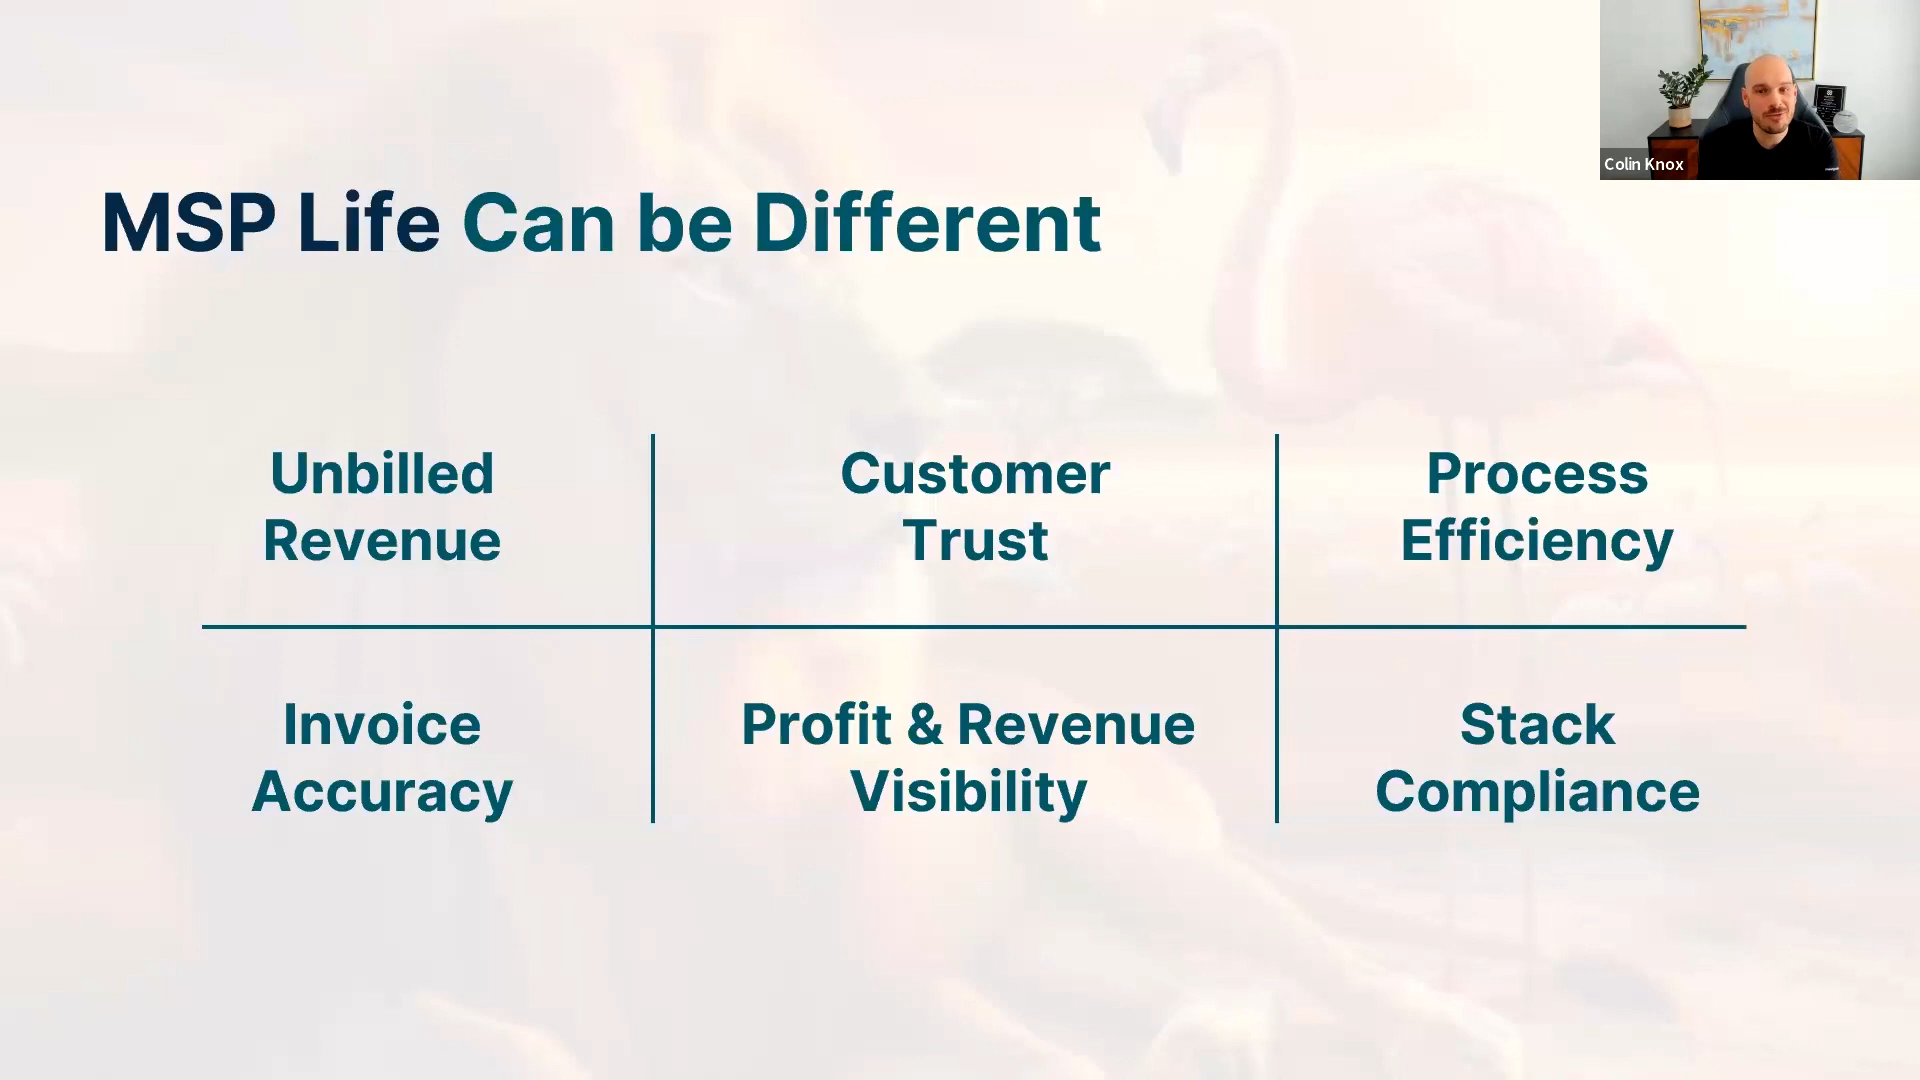 Colin Knox
MSP Life Can be Different
Unbilled
Revenue
Customer
Trust
Process
Efficiency
Invoice
Accuracy
Profit & Revenue
Visibility
Stack
Compliance